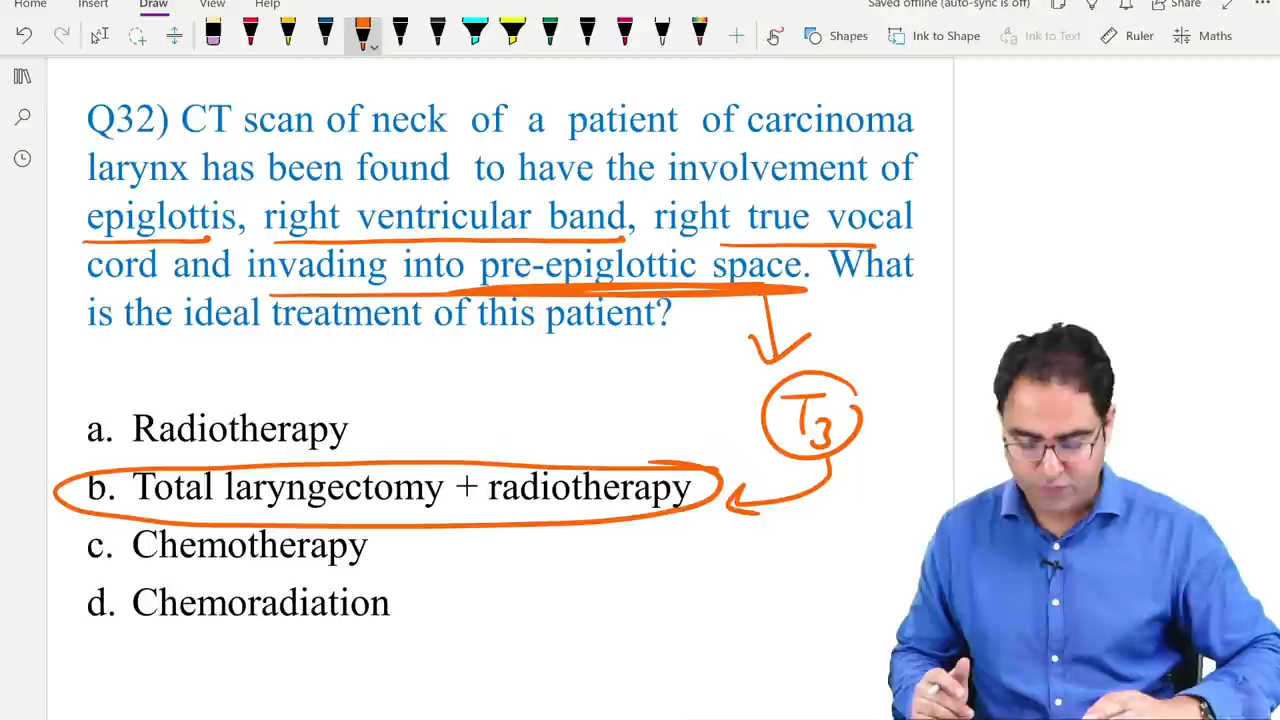 Home Insert Draw View Help Saved offline (auto-sync is off) Share
Shapes Ink to Shape Ink to Text Ruler Maths
Q32) CT scan of neck of a patient of carcinoma
larynx has been found to have the involvement of
epiglottis, right ventricular band, right true vocal
cord and invading into pre-epiglottic space. What
is the ideal treatment of this patient?
T3
a. Radiotherapy
b. Total laryngectomy + radiotherapy
c. Chemotherapy
d. Chemoradiation